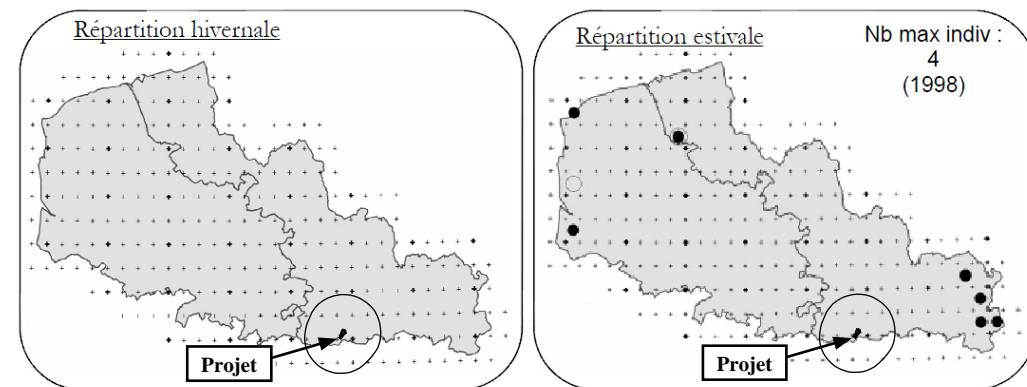 Répartition hivernale
Projet
Répartition estivale
Nb max indiv :
4
(1998)
Projet